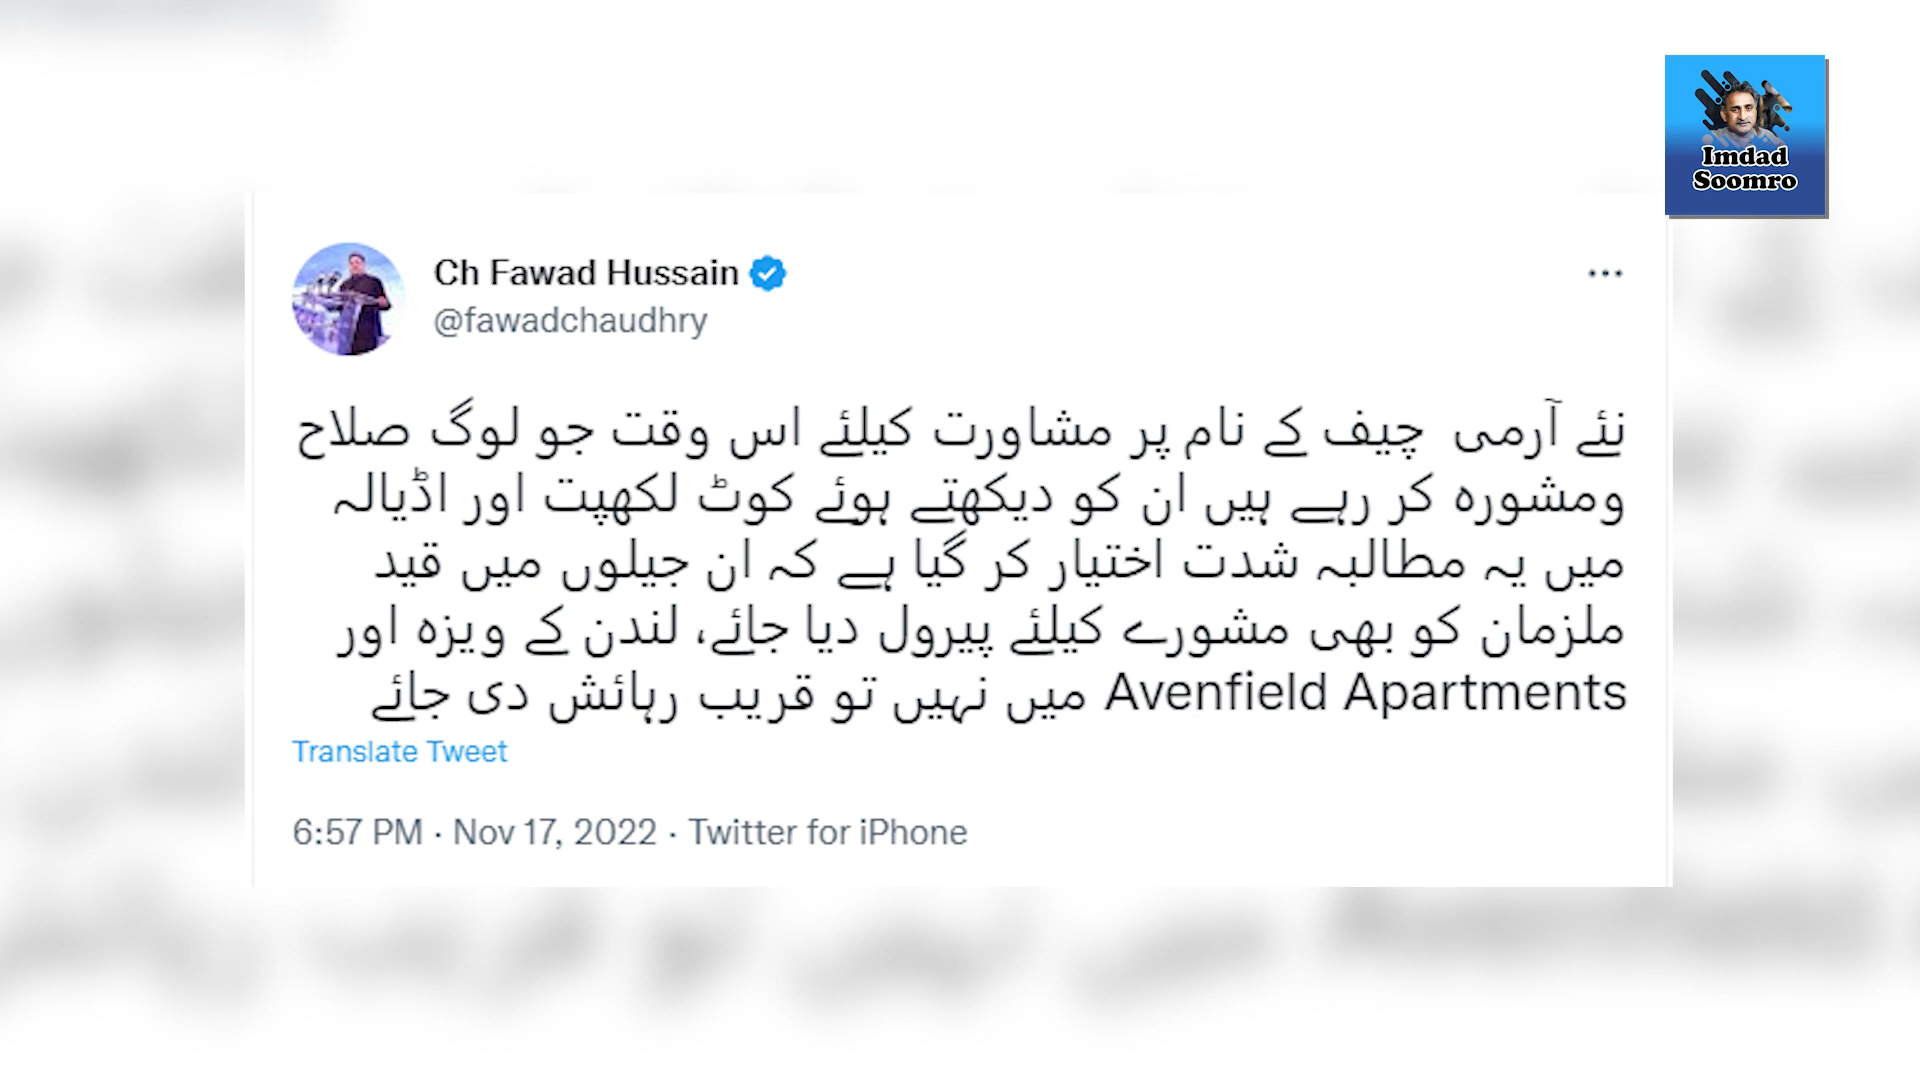 Imdad
Soomro
Ch Fawad Hussain
@fawadchaudhry
نئے آرمی چیف کے نام پر مشاورت کیلئے اس وقت جو لوگ صلاح
ومشورہ کر رہے ہیں ان کو دیکھتے ہوئے کوٹ لکھپت اور اڈیالہ
میں یہ مطالبہ شدت اختیار کر گیا ہے کہ ان جیلوں میں قید
ملزمان کو بھی مشورے کیلئے پیرول دیا جائے، لندن کے ویزہ اور
Avenfield Apartments میں نہیں تو قریب رہائش دی جائے
Translate Tweet
6:57 PM · Nov 17, 2022 · Twitter for iPhone